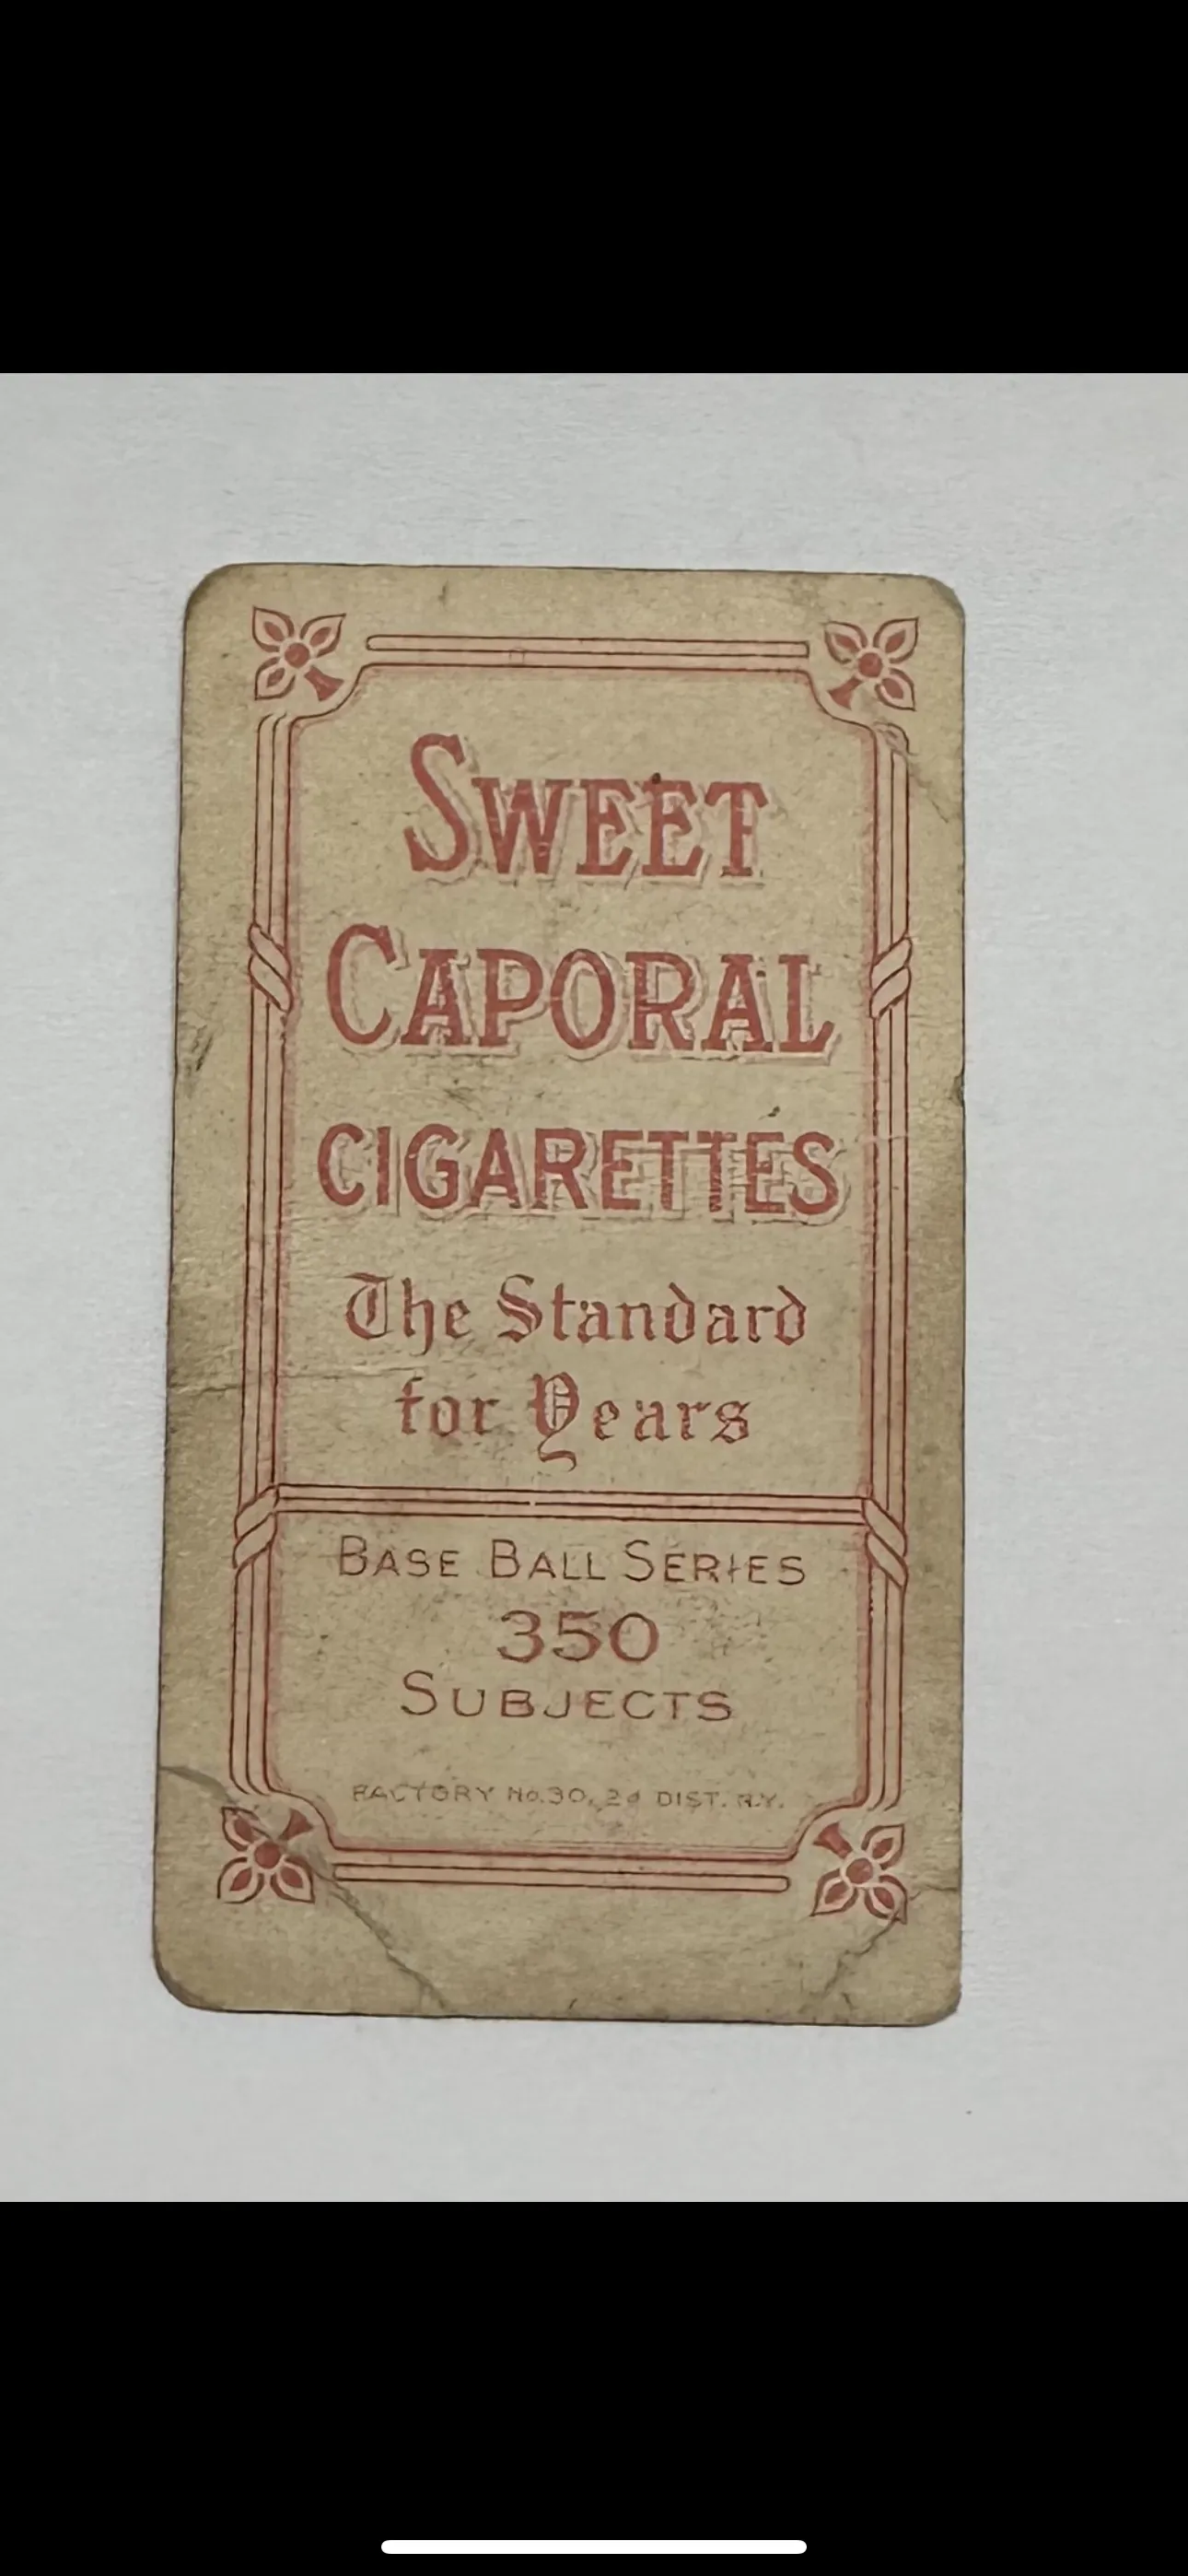 SWEET
CAPORAL
CIGARETTES
The Standard
for Years
BASE BALL SERIES
350
SUBJECTS
FACTORY No.30, 2d DIST. N.Y.